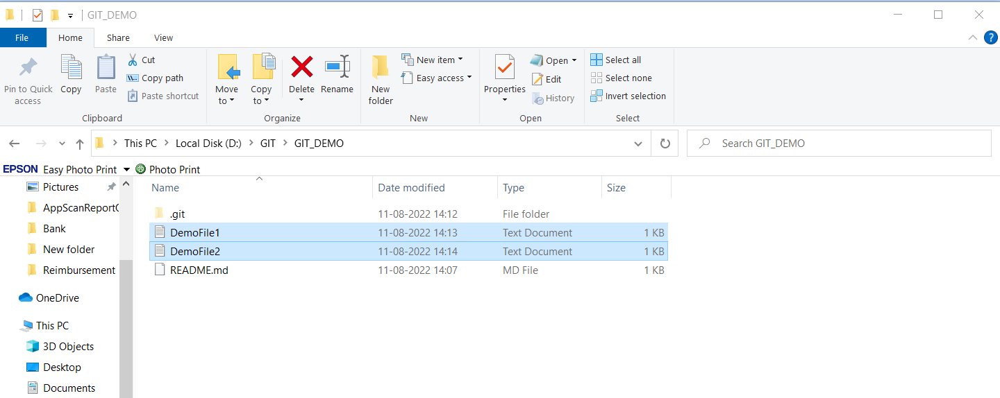 GIT_DEMO
File Home Share View
?
Pin to Quick access
Copy
Paste
Cut
Copy path
Paste shortcut
Clipboard
Move to
Copy to
Delete
Rename
Organize
New folder
New item
Easy access
New
Properties
Open
Edit
History
Open
Select all
Select none
Invert selection
Select
This PC > Local Disk (D:) > GIT > GIT_DEMO
Search GIT_DEMO
EPSON Easy Photo Print Photo Print
Pictures
AppScanReportC
Bank
New folder
Reimbursement
OneDrive
This PC
3D Objects
Desktop
Documents
Name Date modified Type Size
.git 11-08-2022 14:12 File folder
DemoFile1 11-08-2022 14:13 Text Document 1 KB
DemoFile2 11-08-2022 14:14 Text Document 1 KB
README.md 11-08-2022 14:07 MD File 1 KB